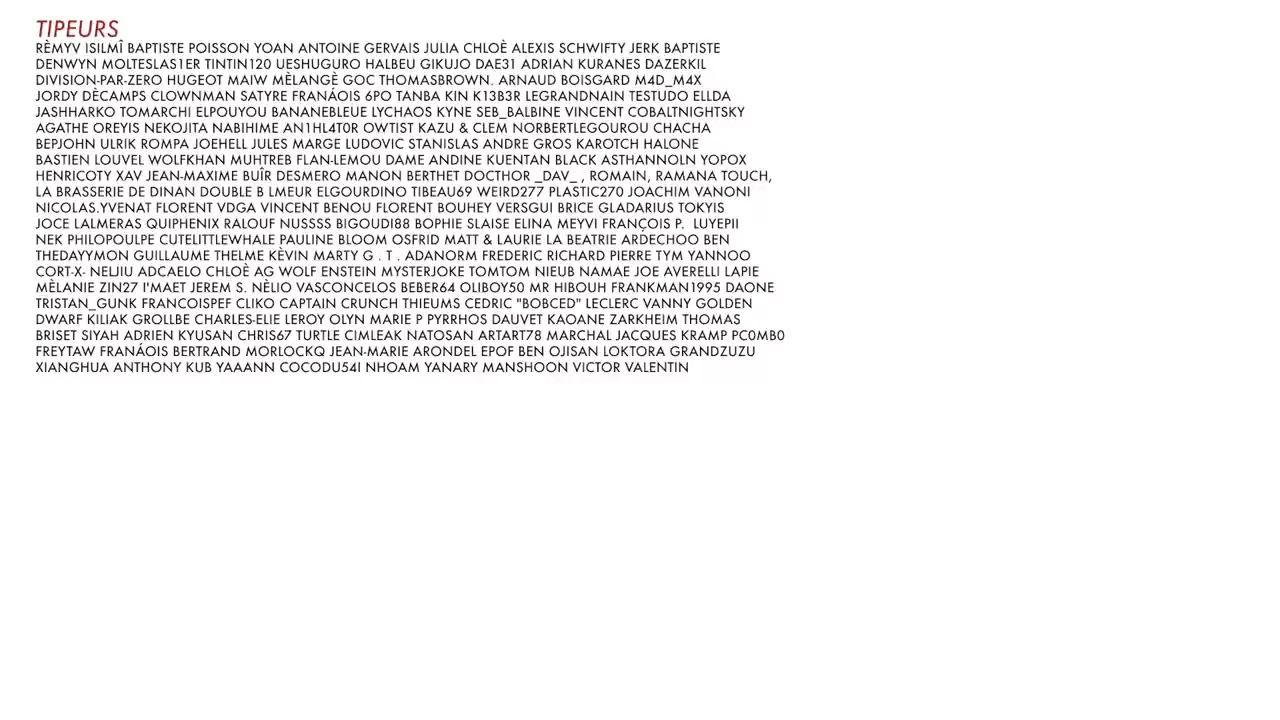 TIPEURS
RÈMYV ISILMÎ BAPTISTE POISSON YOAN ANTOINE GERVAIS JULIA CHLOÈ ALEXIS SCHWIFTY JERK BAPTISTE
DENWYN MOLTESLAS1ER TINTIN120 UESHUGURO HALBEU GIKUJO DAE31 ADRIAN KURANES DAZERKIL
DIVISION-PAR-ZERO HUGEOT MAIW MÈLANGÈ GOC THOMASBROWN. ARNAUD BOISGARD M4D_M4X
JORDY DÈCAMPS CLOWNMAN SATYRE FRANÁOIS 6PO TANBA KIN K13B3R LEGRANDNAIN TESTUDO ELLDA
JASHHARKO TOMARCHI ELPOUYOU BANANEBLEUE LYCHAOS KYNE SEB_BALBINE VINCENT COBALTNIGHTSKY
AGATHE OREYIS NEKOJITA NABIHIME AN1HL4T0R OWTIST KAZU & CLEM NORBERTLEGOUROU CHACHA
BEPJOHN ULRIK ROMPA JOEHELL JULES MARGE LUDOVIC STANISLAS ANDRE GROS KAROTCH HALONE
BASTIEN LOUVEL WOLFKHAN MUHTREB FLAN-LEMOU DAME ANDINE KUENTAN BLACK ASTHANNOLN YOPOX
HENRICOTY XAV JEAN-MAXIME BUÎR DESMERO MANON BERTHET DOCTHOR _DAV_ , ROMAIN, RAMANA TOUCH,
LA BRASSERIE DE DINAN DOUBLE B LMEUR ELGOURDINO TIBEAU69 WEIRD277 PLASTIC270 JOACHIM VANONI
NICOLAS.YVENAT FLORENT VDGA VINCENT BENOU FLORENT BOUHEY VERSGUI BRICE GLADARIUS TOKYIS
JOCE LALMERAS QUIPHENIX RALOUF NUSSSS BIGOUDI88 BOPHIE SLAISE ELINA MEYVI FRANÇOIS P.  LUYEPII
NEK PHILOPOULPE CUTELITTLEWHALE PAULINE BLOOM OSFRID MATT & LAURIE LA BEATRIE ARDECHOO BEN
THEDAYYMON GUILLAUME THELME KÈVIN MARTY G . T . ADANORM FREDERIC RICHARD PIERRE TYM YANNOO
CORT-X- NELJIU ADCAELO CHLOÈ AG WOLF ENSTEIN MYSTERJOKE TOMTOM NIEUB NAMAE JOE AVERELLI LAPIE
MÈLANIE ZIN27 I'MAET JEREM S. NÈLIO VASCONCELOS BEBER64 OLIBOY50 MR HIBOUH FRANKMAN1995 DAONE
TRISTAN_GUNK FRANCOISPEF CLIKO CAPTAIN CRUNCH THIEUMS CEDRIC "BOBCED" LECLERC VANNY GOLDEN
DWARF KILIAK GROLLBE CHARLES-ELIE LEROY OLYN MARIE P PYRRHOS DAUVET KAOANE ZARKHEIM THOMAS
BRISET SIYAH ADRIEN KYUSAN CHRIS67 TURTLE CIMLEAK NATOSAN ARTART78 MARCHAL JACQUES KRAMP PC0MB0
FREYTAW FRANÁOIS BERTRAND MORLOCKQ JEAN-MARIE ARONDEL EPOF BEN OJISAN LOKTORA GRANDZUZU
XIANGHUA ANTHONY KUB YAAANN COCODU54I NHOAM YANARY MANSHOON VICTOR VALENTIN